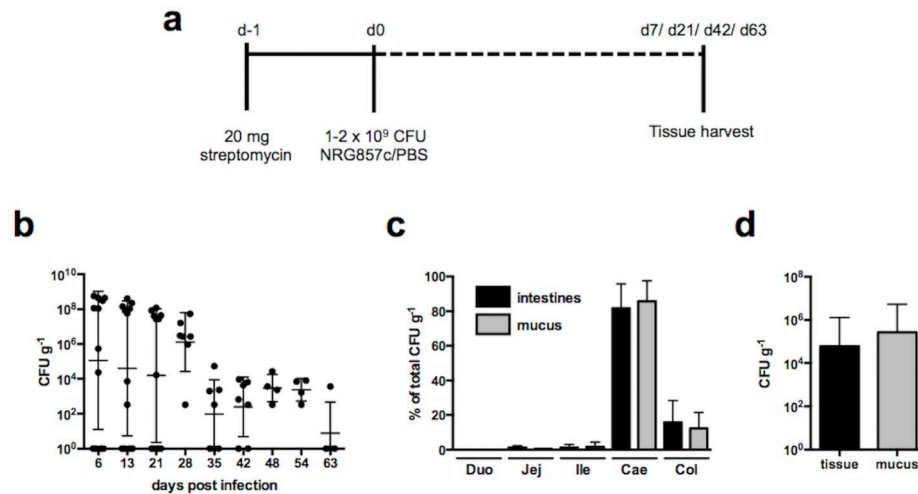 a
d-1
d0
d7/ d21/ d42/ d63
20 mg
streptomycin
1-2 x 10⁹ CFU
NRG857c/PBS
Tissue harvest
b
CFU g⁻¹
10¹⁰
10⁸
10⁶
10⁴
10²
10⁰
6 13 21 28 35 42 48 54 63
days post infection
c
% of total CFU g⁻¹
100
80
60
40
20
0
intestines
mucus
Duo Jej Ile Cae Col
d
CFU g⁻¹
10⁸
10⁶
10⁴
10²
10⁰
tissue mucus